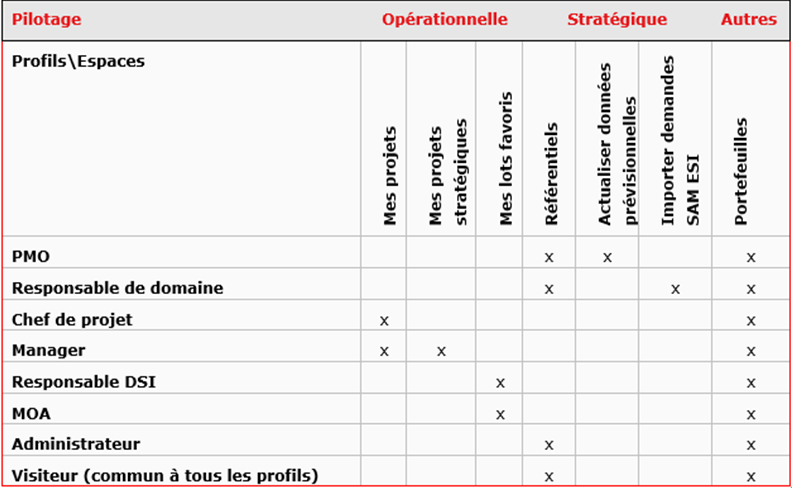 Pilotage Opérationnelle Stratégique Autres
Profils\Espaces
Mes projets
Mes projets
stratégiques
Mes lots favoris
Référentiels
Actualiser données
prévisionnelles
Importer demandes
SAM ESI
Portefeuilles
PMO x x x
Responsable de domaine x x x
Chef de projet x x
Manager x x x
Responsable DSI x x
MOA x x
Administrateur x x
Visiteur (commun à tous les profils) x x